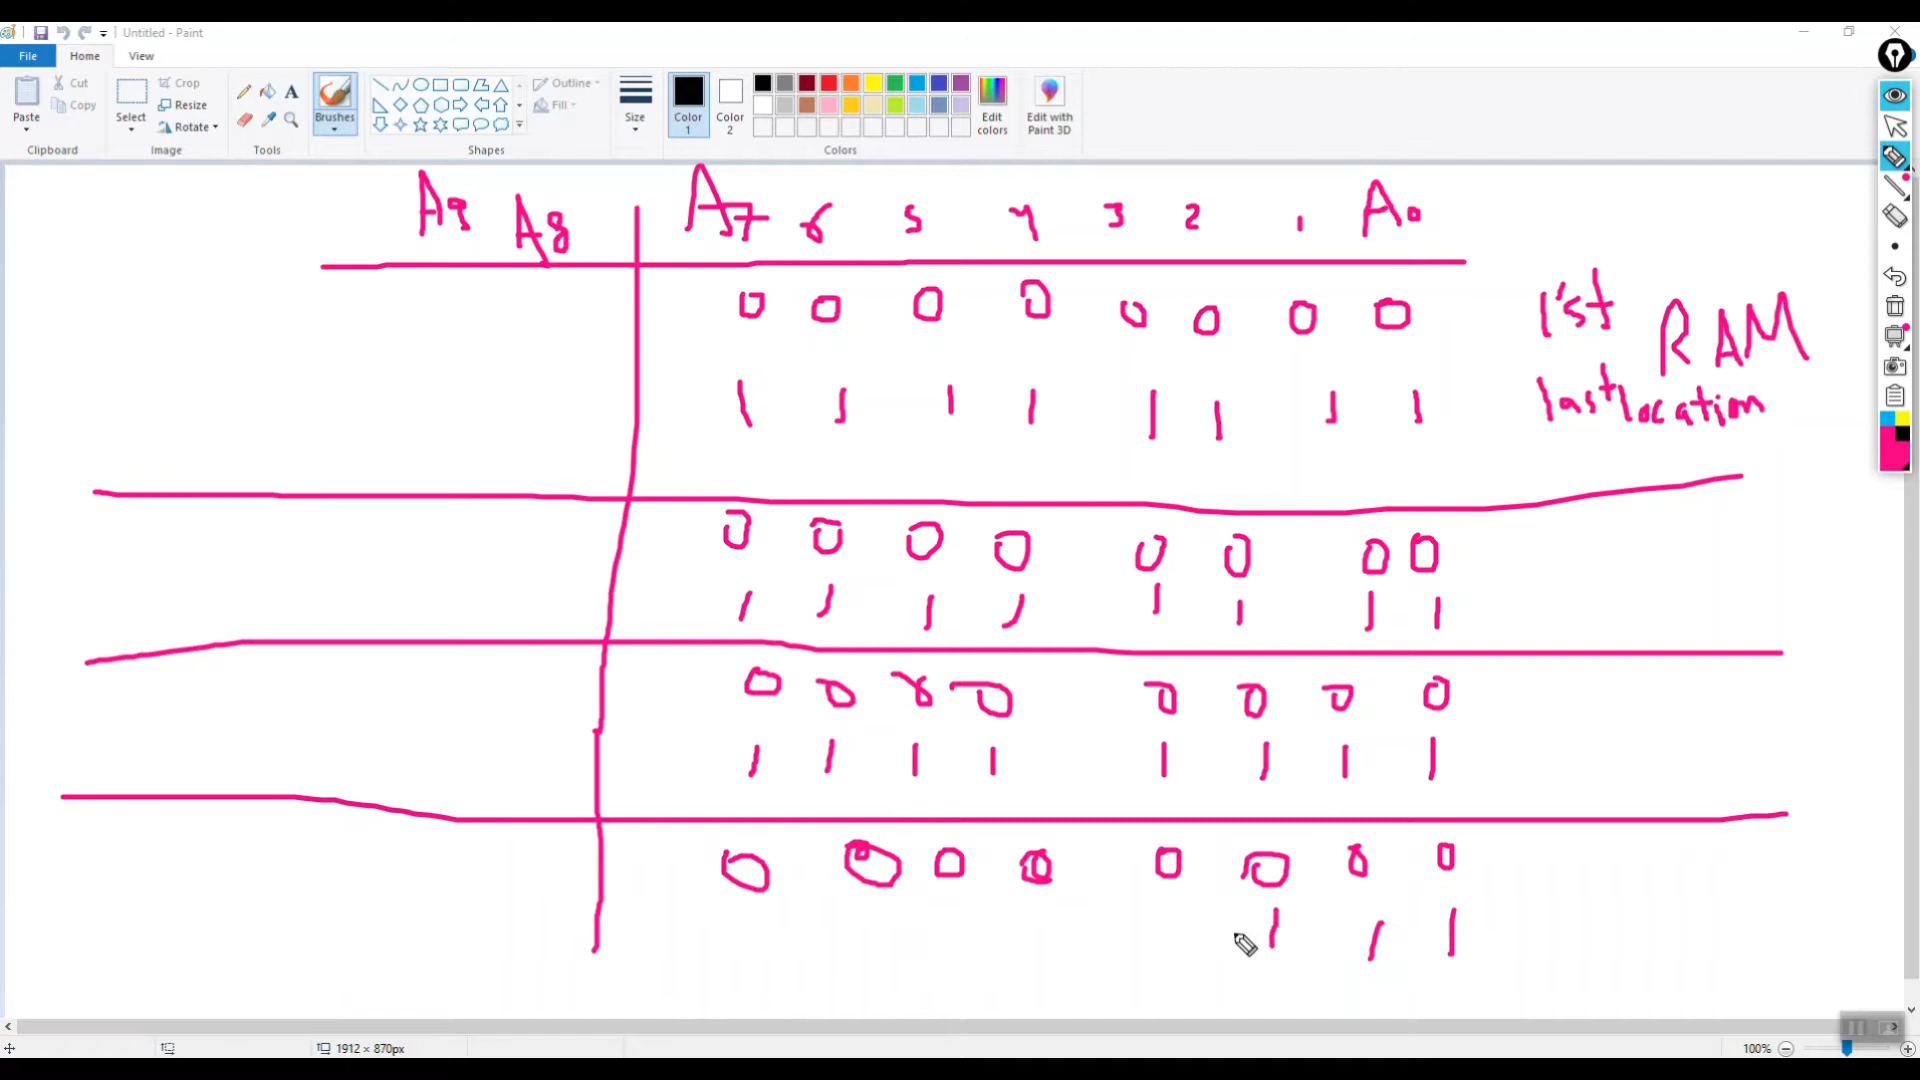 Untitled - Paint
File Home View
Paste
Cut
Copy
Clipboard
Select
Crop
Resize
Rotate
Image
Tools
Brushes
Shapes
Outline
Fill
Size
Color 1
Color 2
Edit colors
Edit with Paint 3D
Colors
A9 A8 A7 6 5 4 3 2 1 A0
0 0 0 0 0 0 0 0 1'st RAM
1 1 1 1 1 1 1 1 last location
0 0 0 0 0 0 0 0
1 1 1 1 1 1 1 1
0 0 0 0 0 0 0 0
1 1 1 1 1 1 1 1
0 0 0 0 0 0 0 0
1 1 1
1912 × 870px 100%